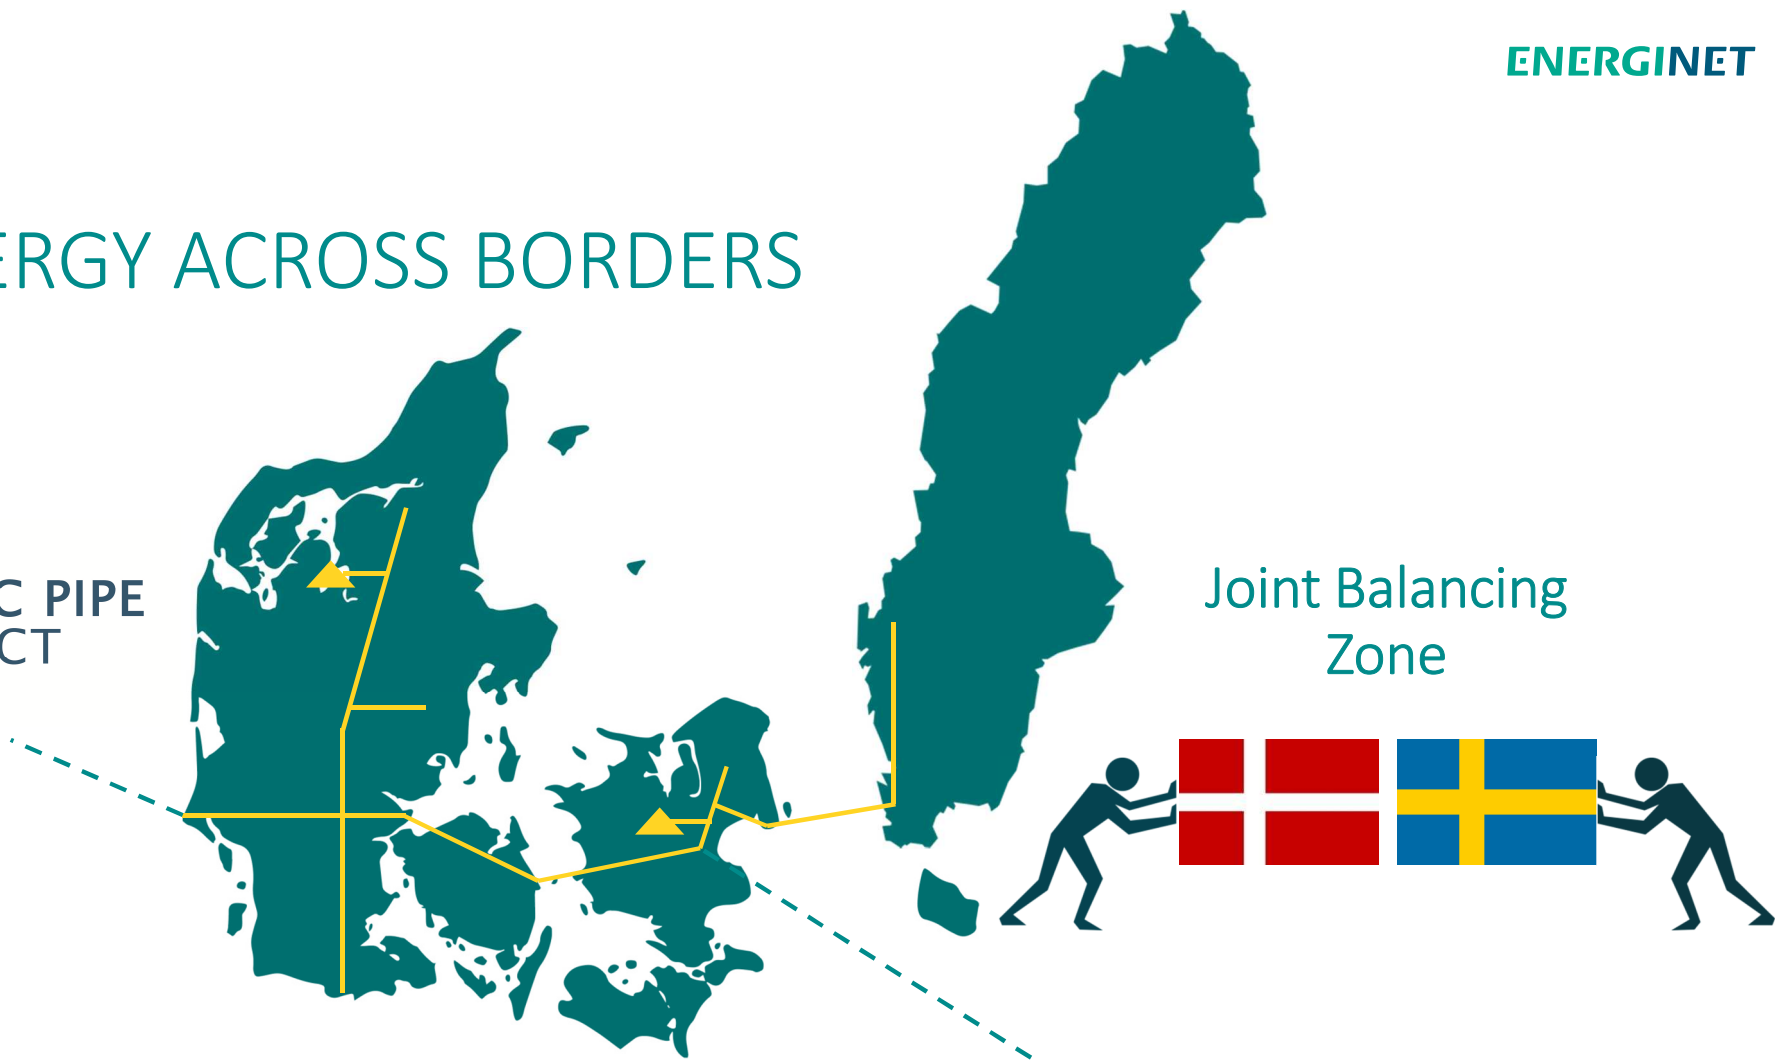 ENERGINET
ERGY ACROSS BORDERS
C PIPE
CT
Joint Balancing
Zone